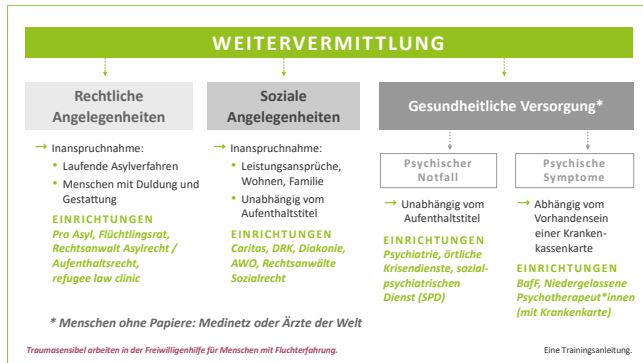 WEITERVERMITTLUNG
Rechtliche
Angelegenheiten
→ Inanspruchnahme:
• Laufende Asylverfahren
• Menschen mit Duldung und
Gestattung
EINRICHTUNGEN
Pro Asyl, Flüchtlingsrat,
Rechtsanwalt Asylrecht /
Aufenthaltsrecht,
refugee law clinic
Soziale
Angelegenheiten
→ Inanspruchnahme:
• Leistungsansprüche,
Wohnen, Familie
• Unabhängig vom
Aufenthaltstitel
EINRICHTUNGEN
Caritas, DRK, Diakonie,
AWO, Rechtsanwälte
Sozialrecht
Gesundheitliche Versorgung*
Psychischer
Notfall
→ Unabhängig vom
Aufenthaltstitel
EINRICHTUNGEN
Psychiatrie, örtliche
Krisendienste, sozial-
psychiatrischen
Dienst (SPD)
Psychische
Symptome
→ Abhängig vom
Vorhandensein
einer Kranken-
kassenkarte
EINRICHTUNGEN
BafF, Niedergelassene
Psychotherapeut*innen
(mit Krankenkarte)
* Menschen ohne Papiere: Medinetz oder Ärzte der Welt
Traumasensibel arbeiten in der Freiwilligenhilfe für Menschen mit Fluchterfahrung.
Eine Trainingsanleitung.